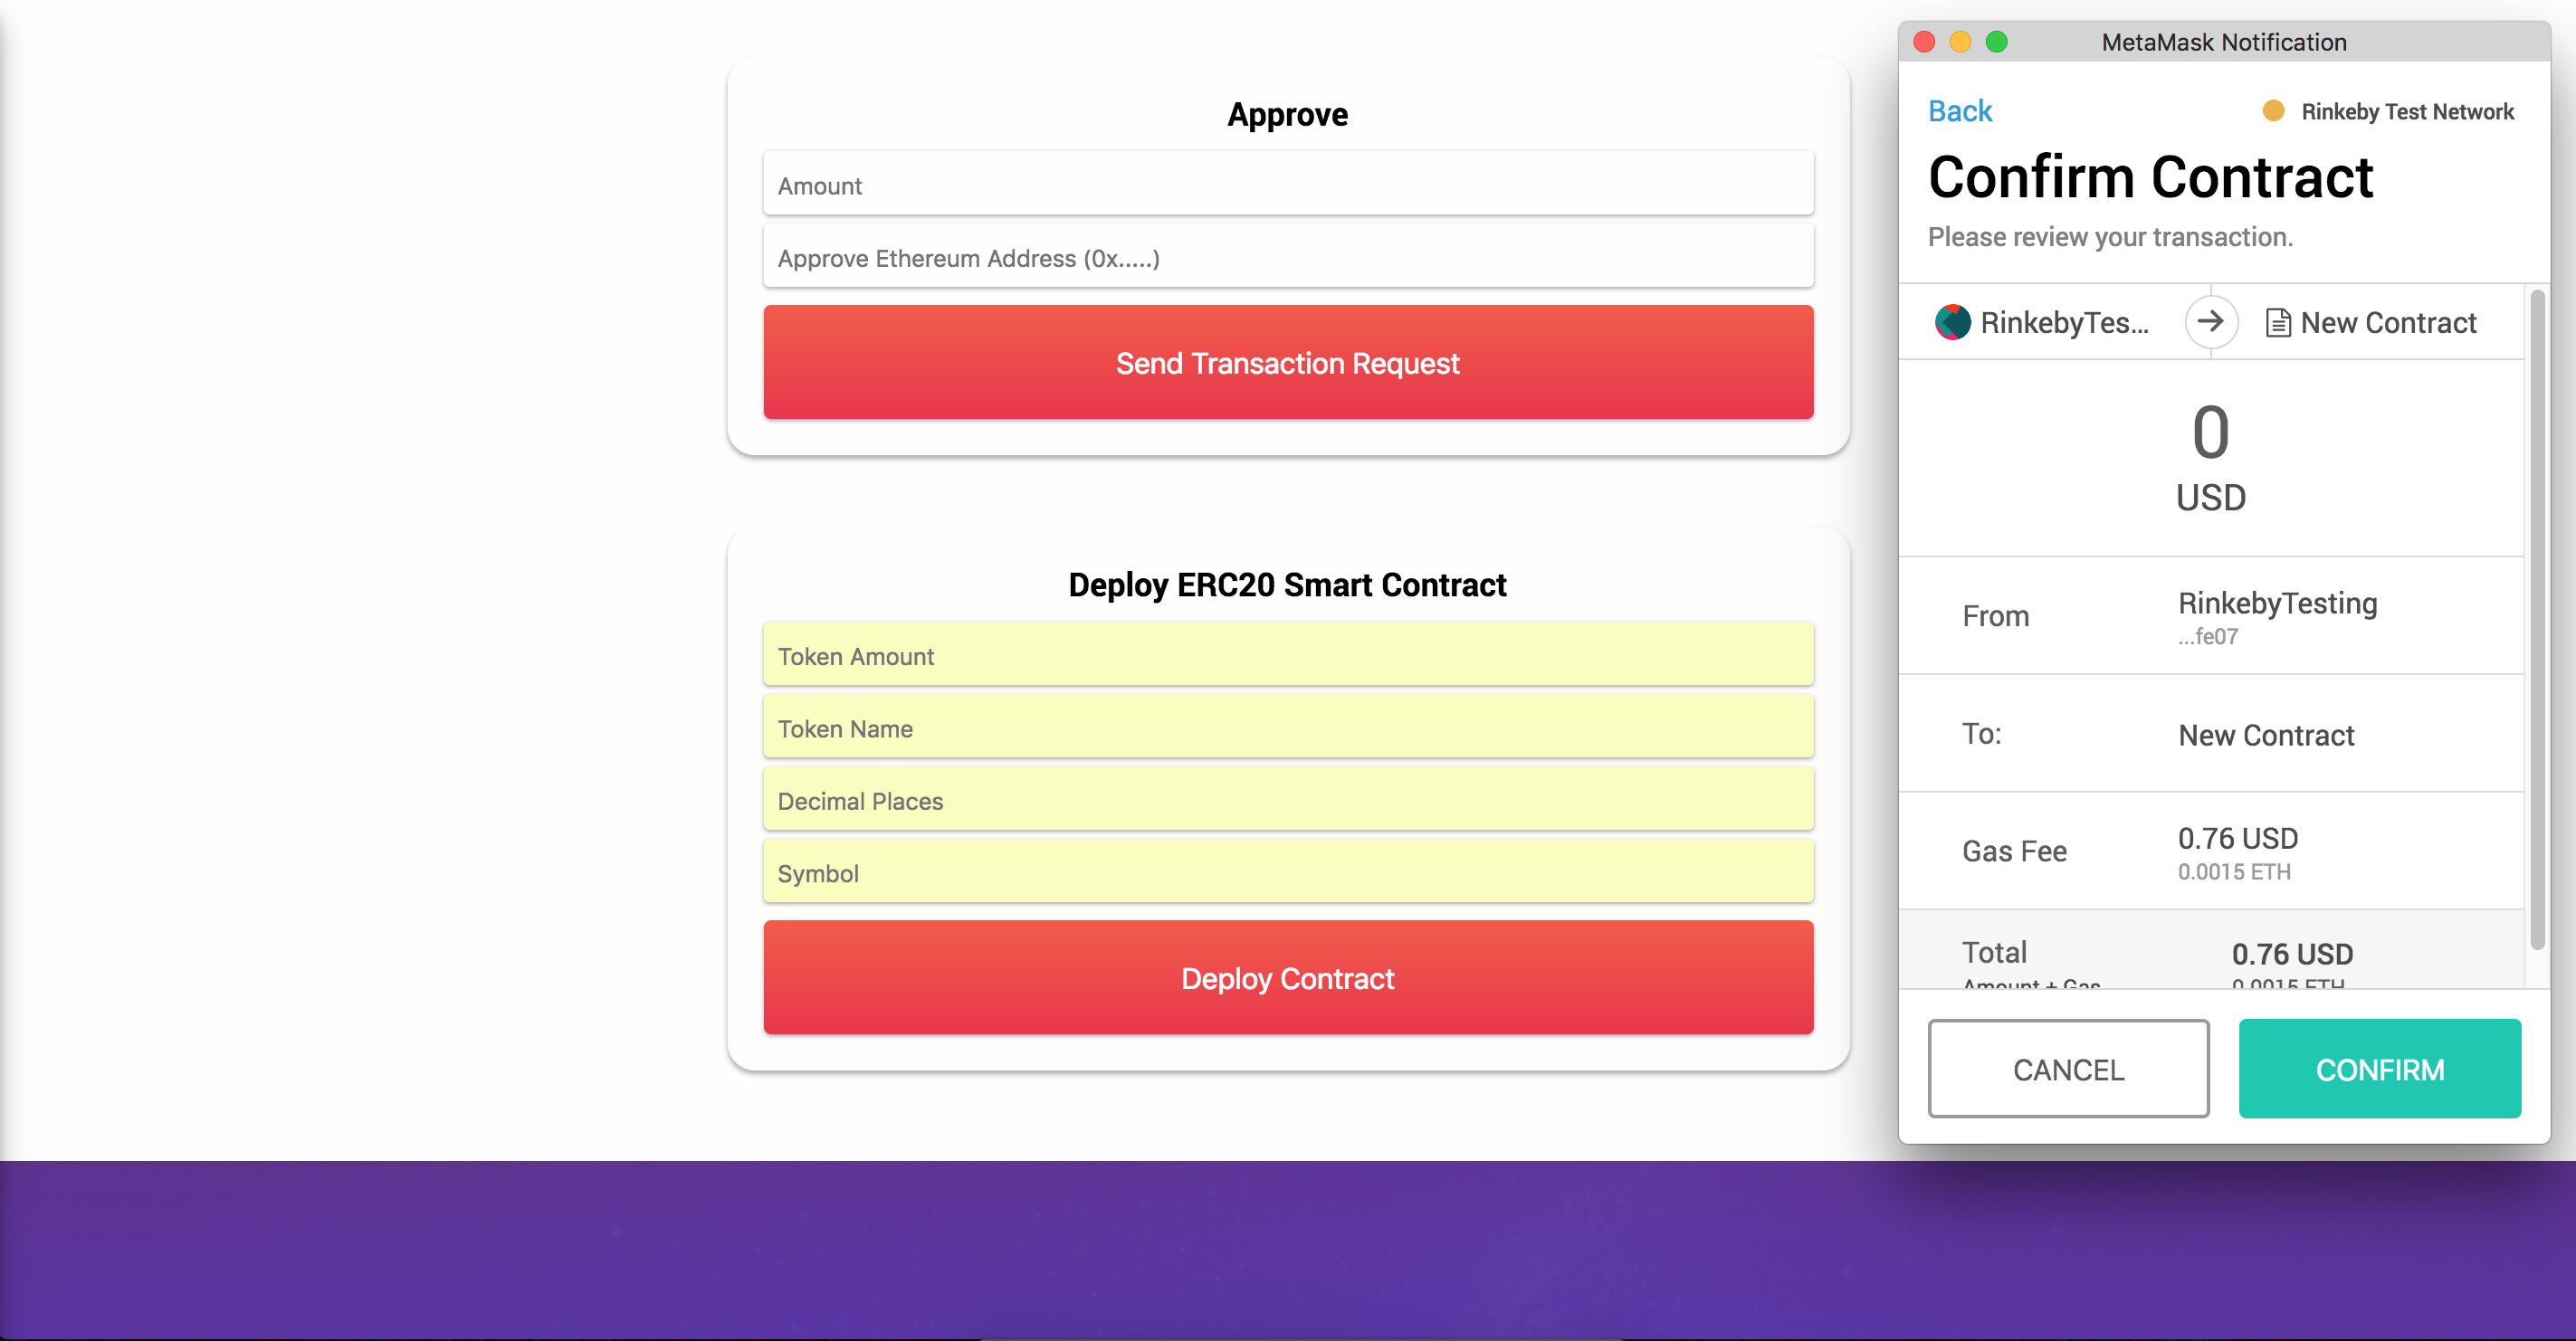 Approve
Amount
Approve Ethereum Address (0x.....)
Send Transaction Request
Deploy ERC20 Smart Contract
Token Amount
Token Name
Decimal Places
Symbol
Deploy Contract
MetaMask Notification
Back
Rinkeby Test Network
Confirm Contract
Please review your transaction.
RinkebyTes...
New Contract
0
USD
From
RinkebyTesting
...fe07
To:
New Contract
Gas Fee
0.76 USD
0.0015 ETH
Total
0.76 USD
Amount + Gas
0.0015 ETH
CANCEL
CONFIRM